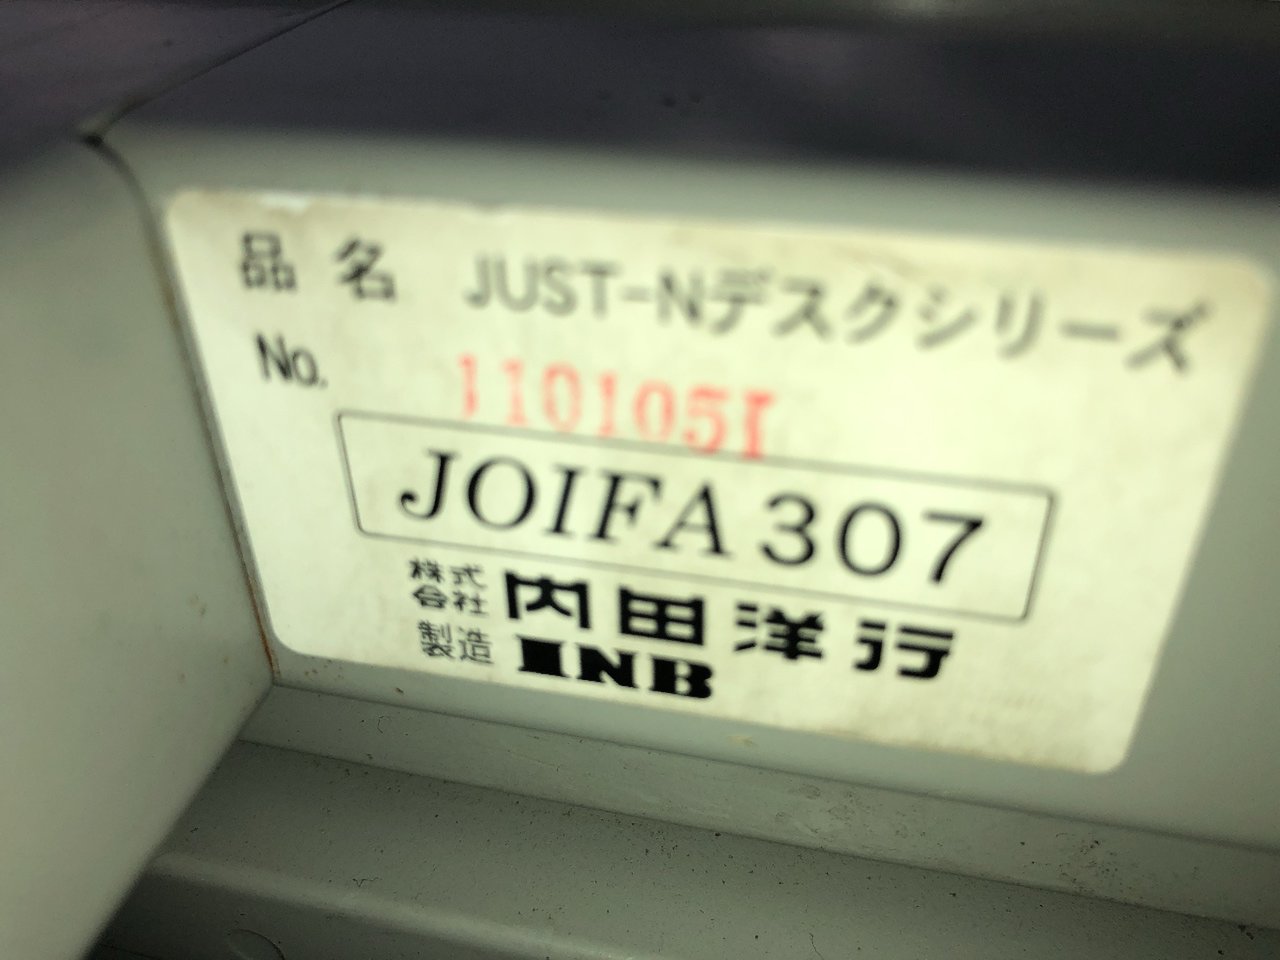 品名 JUST-Nデスクシリーズ
No. 110105I
JOIFA 307
株式会社 内田洋行
製造 INB